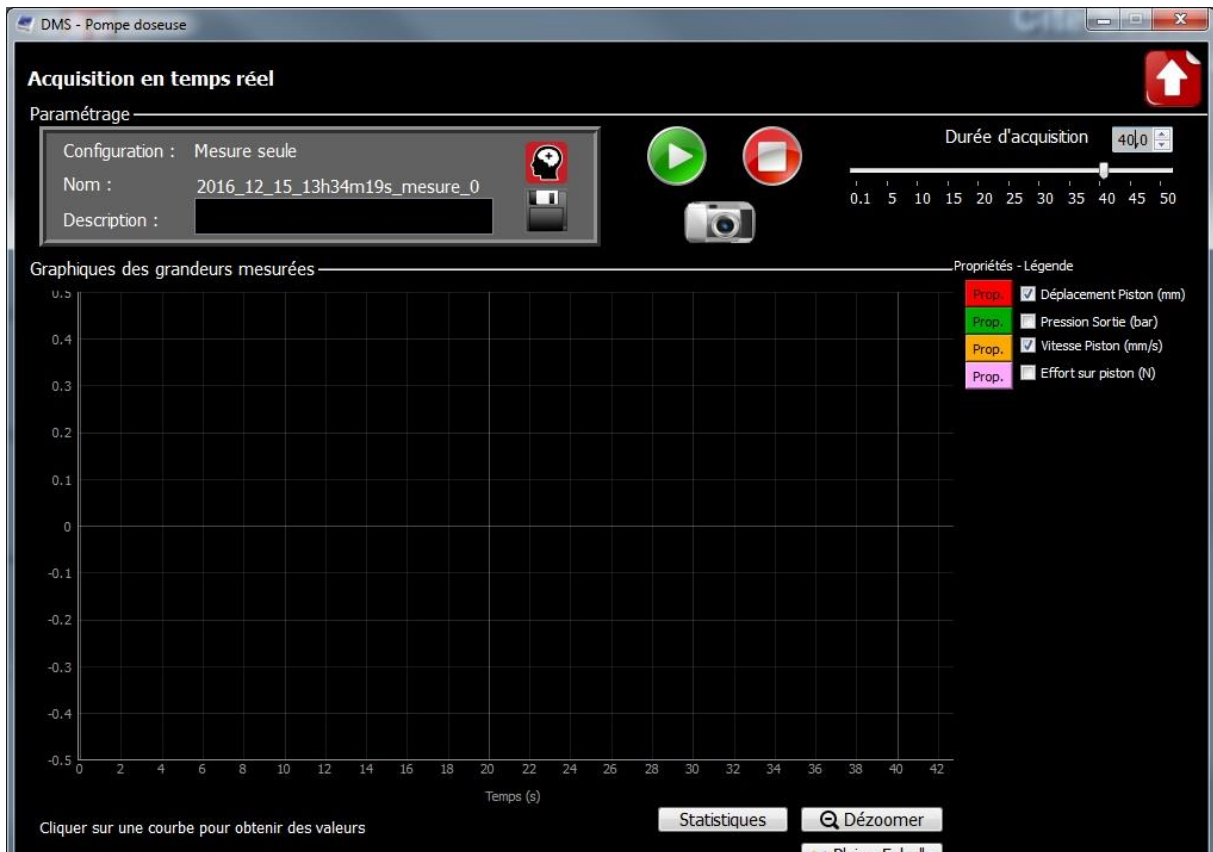 DMS - Pompe doseuse
Acquisition en temps réel
Paramétrage
Configuration : Mesure seule
Nom : 2016_12_15_13h34m19s_mesure_0
Description :
Durée d'acquisition 40,0
0.1 5 10 15 20 25 30 35 40 45 50
Graphiques des grandeurs mesurées
Propriétés - Légende
Prop. Déplacement Piston (mm)
Prop. Pression Sortie (bar)
Prop. Vitesse Piston (mm/s)
Prop. Effort sur piston (N)
0.5
0.4
0.3
0.2
0.1
0
-0.1
-0.2
-0.3
-0.4
-0.5
0 2 4 6 8 10 12 14 16 18 20 22 24 26 28 30 32 34 36 38 40 42
Temps (s)
Cliquer sur une courbe pour obtenir des valeurs
Statistiques
Dézoomer